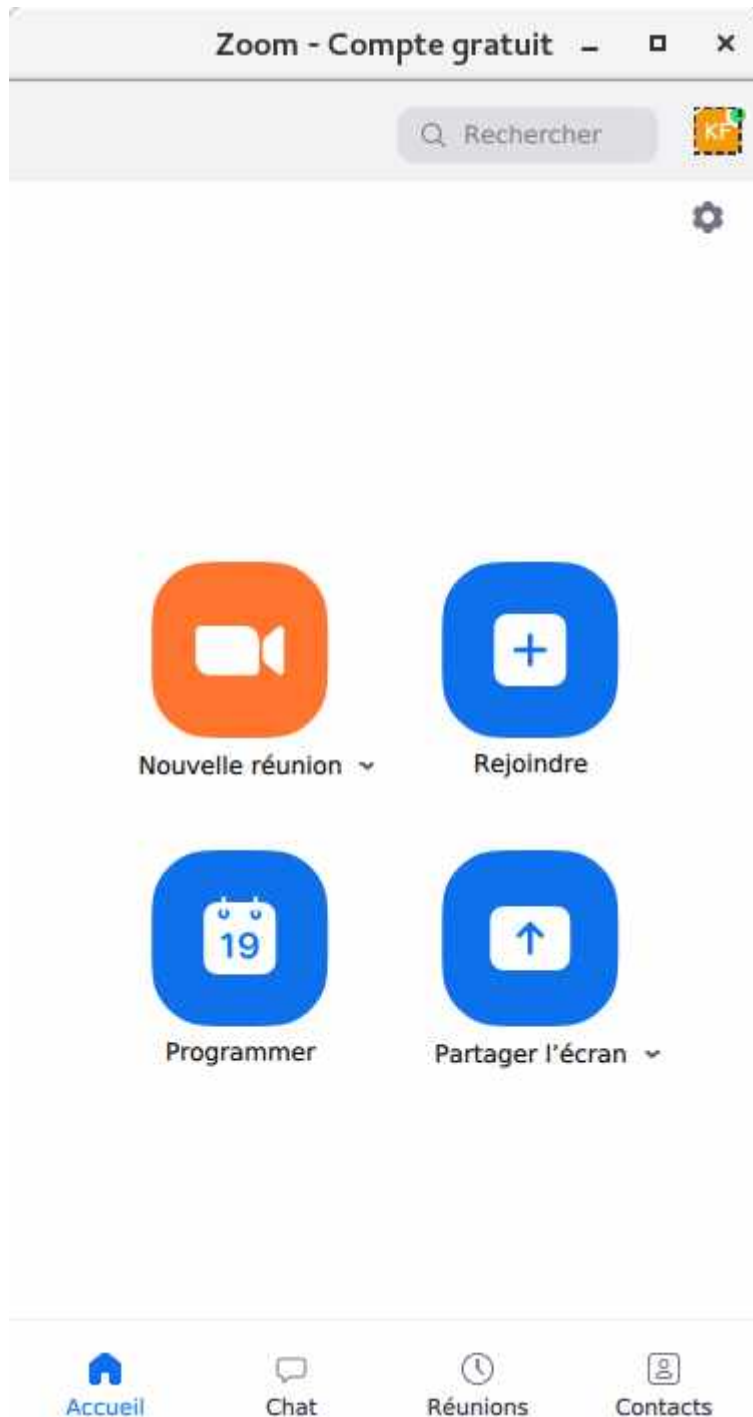 Zoom - Compte gratuit
Rechercher
KF
Nouvelle réunion
Rejoindre
19
Programmer
Partager l'écran
Accueil
Chat
Réunions
Contacts